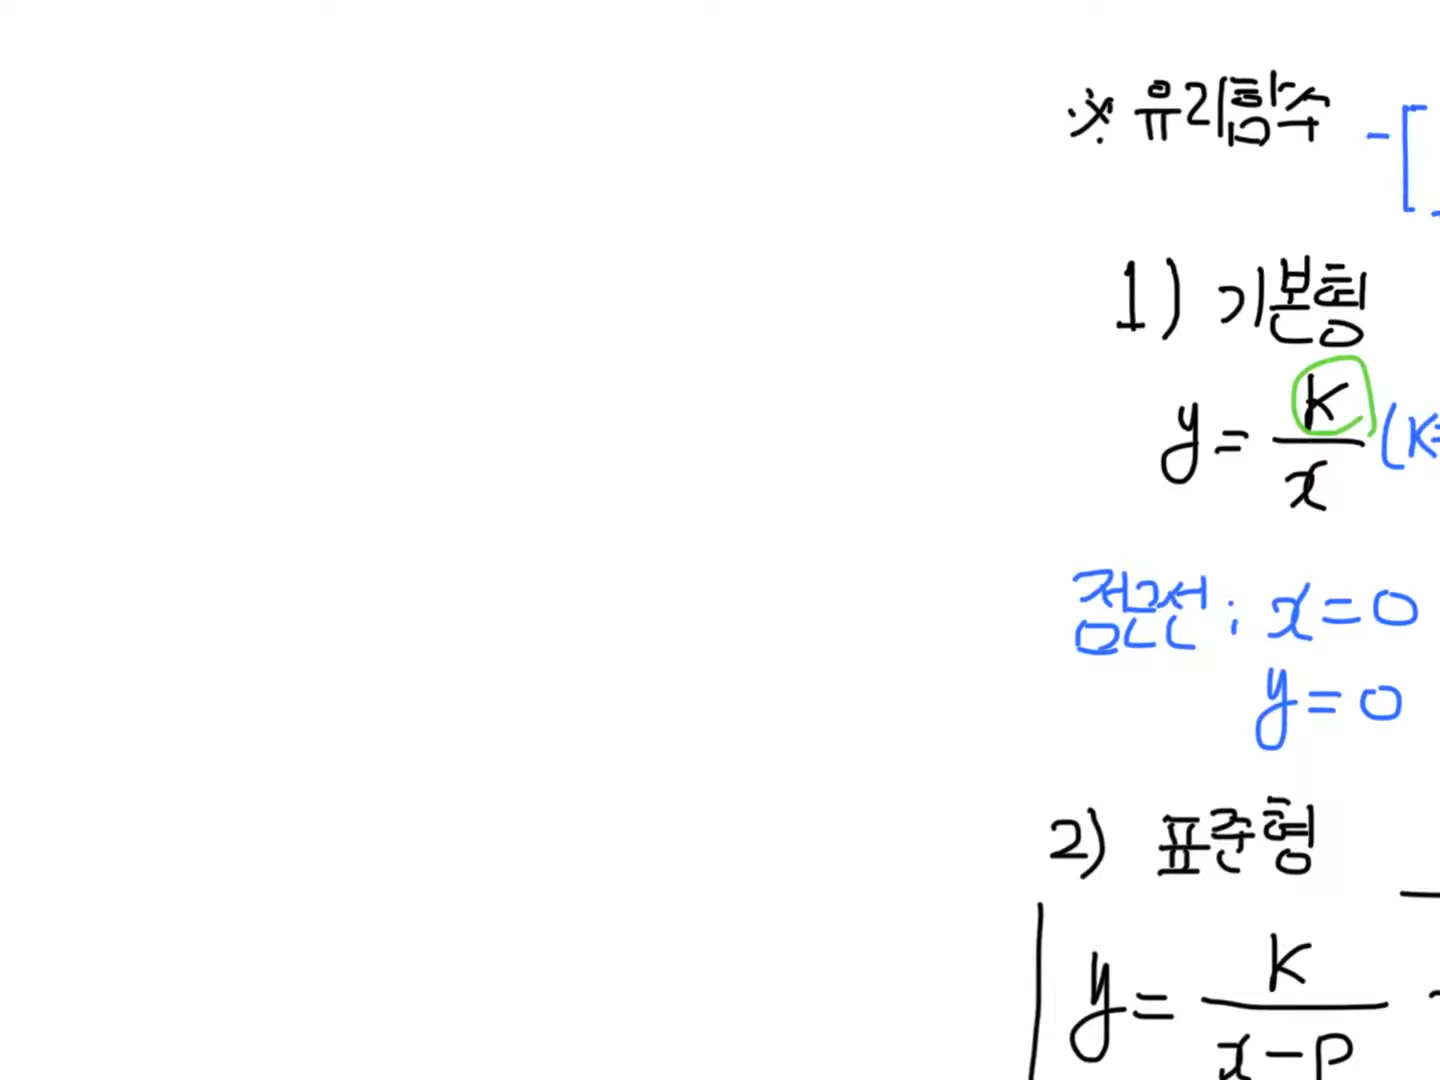 ※ 유리함수 - [
1) 기본형
y = k/x (k
점근선 : x = 0
y = 0
2) 표준형
y = k/(x-p)